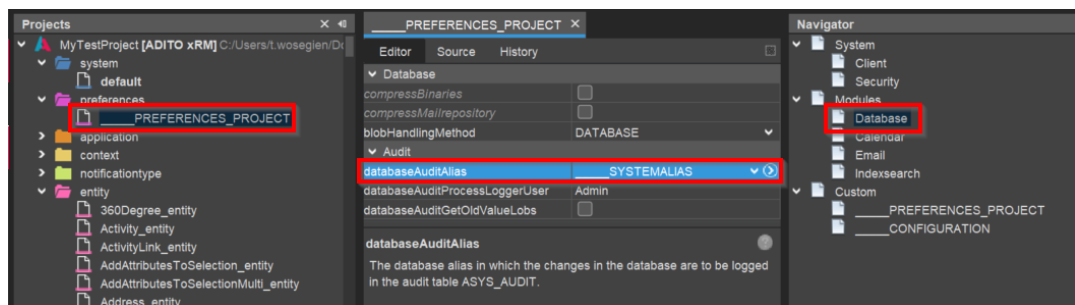 Projects
MyTestProject [ADITO xRM] C:/Users/t.wosegien/Do
system
default
preferences
_____PREFERENCES_PROJECT
application
context
notificationtype
entity
360Degree_entity
Activity_entity
ActivityLink_entity
AddAttributesToSelection_entity
AddAttributesToSelectionMulti_entity
Address_entity
_____PREFERENCES_PROJECT
Editor Source History
Database
compressBinaries
compressMailrepository
blobHandlingMethod DATABASE
Audit
databaseAuditAlias _____SYSTEMALIAS
databaseAuditProcessLoggerUser Admin
databaseAuditGetOldValueLobs
databaseAuditAlias
The database alias in which the changes in the database are to be logged
in the audit table ASYS_AUDIT.
Navigator
System
Client
Security
Modules
Database
Calendar
Email
Indexsearch
Custom
_____PREFERENCES_PROJECT
_____CONFIGURATION